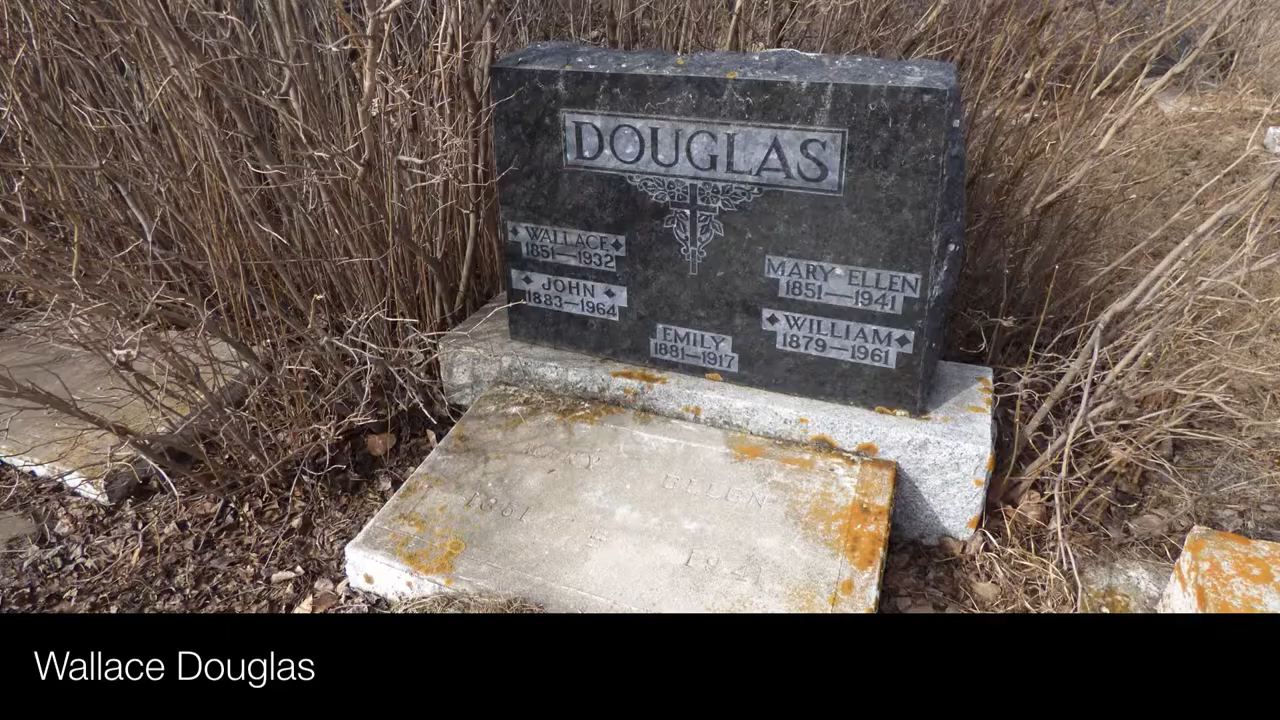 DOUGLAS
WALLACE
1851—1932
JOHN
1883—1964
EMILY
1881—1917
MARY ELLEN
1851—1941
WILLIAM
1879—1961
ELLEN
Wallace Douglas